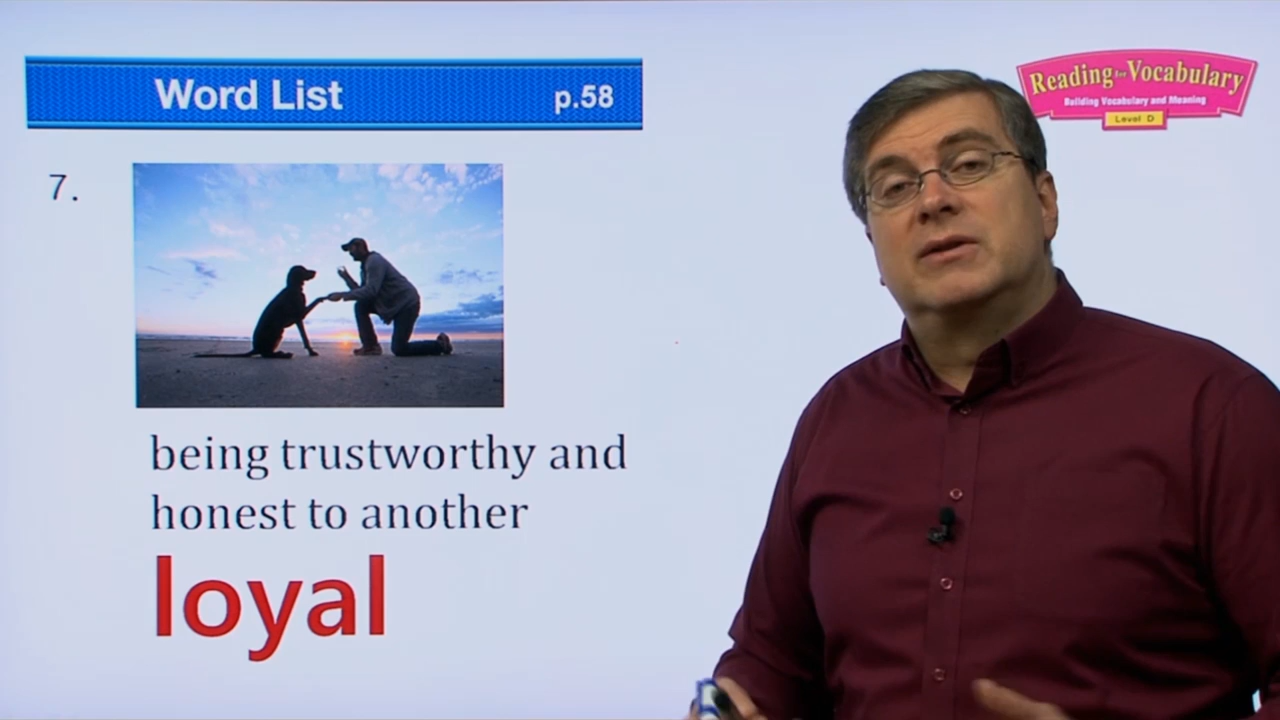 Word List p.58
Reading for Vocabulary
Building Vocabulary and Meaning
Level D
7.
being trustworthy and
honest to another
loyal